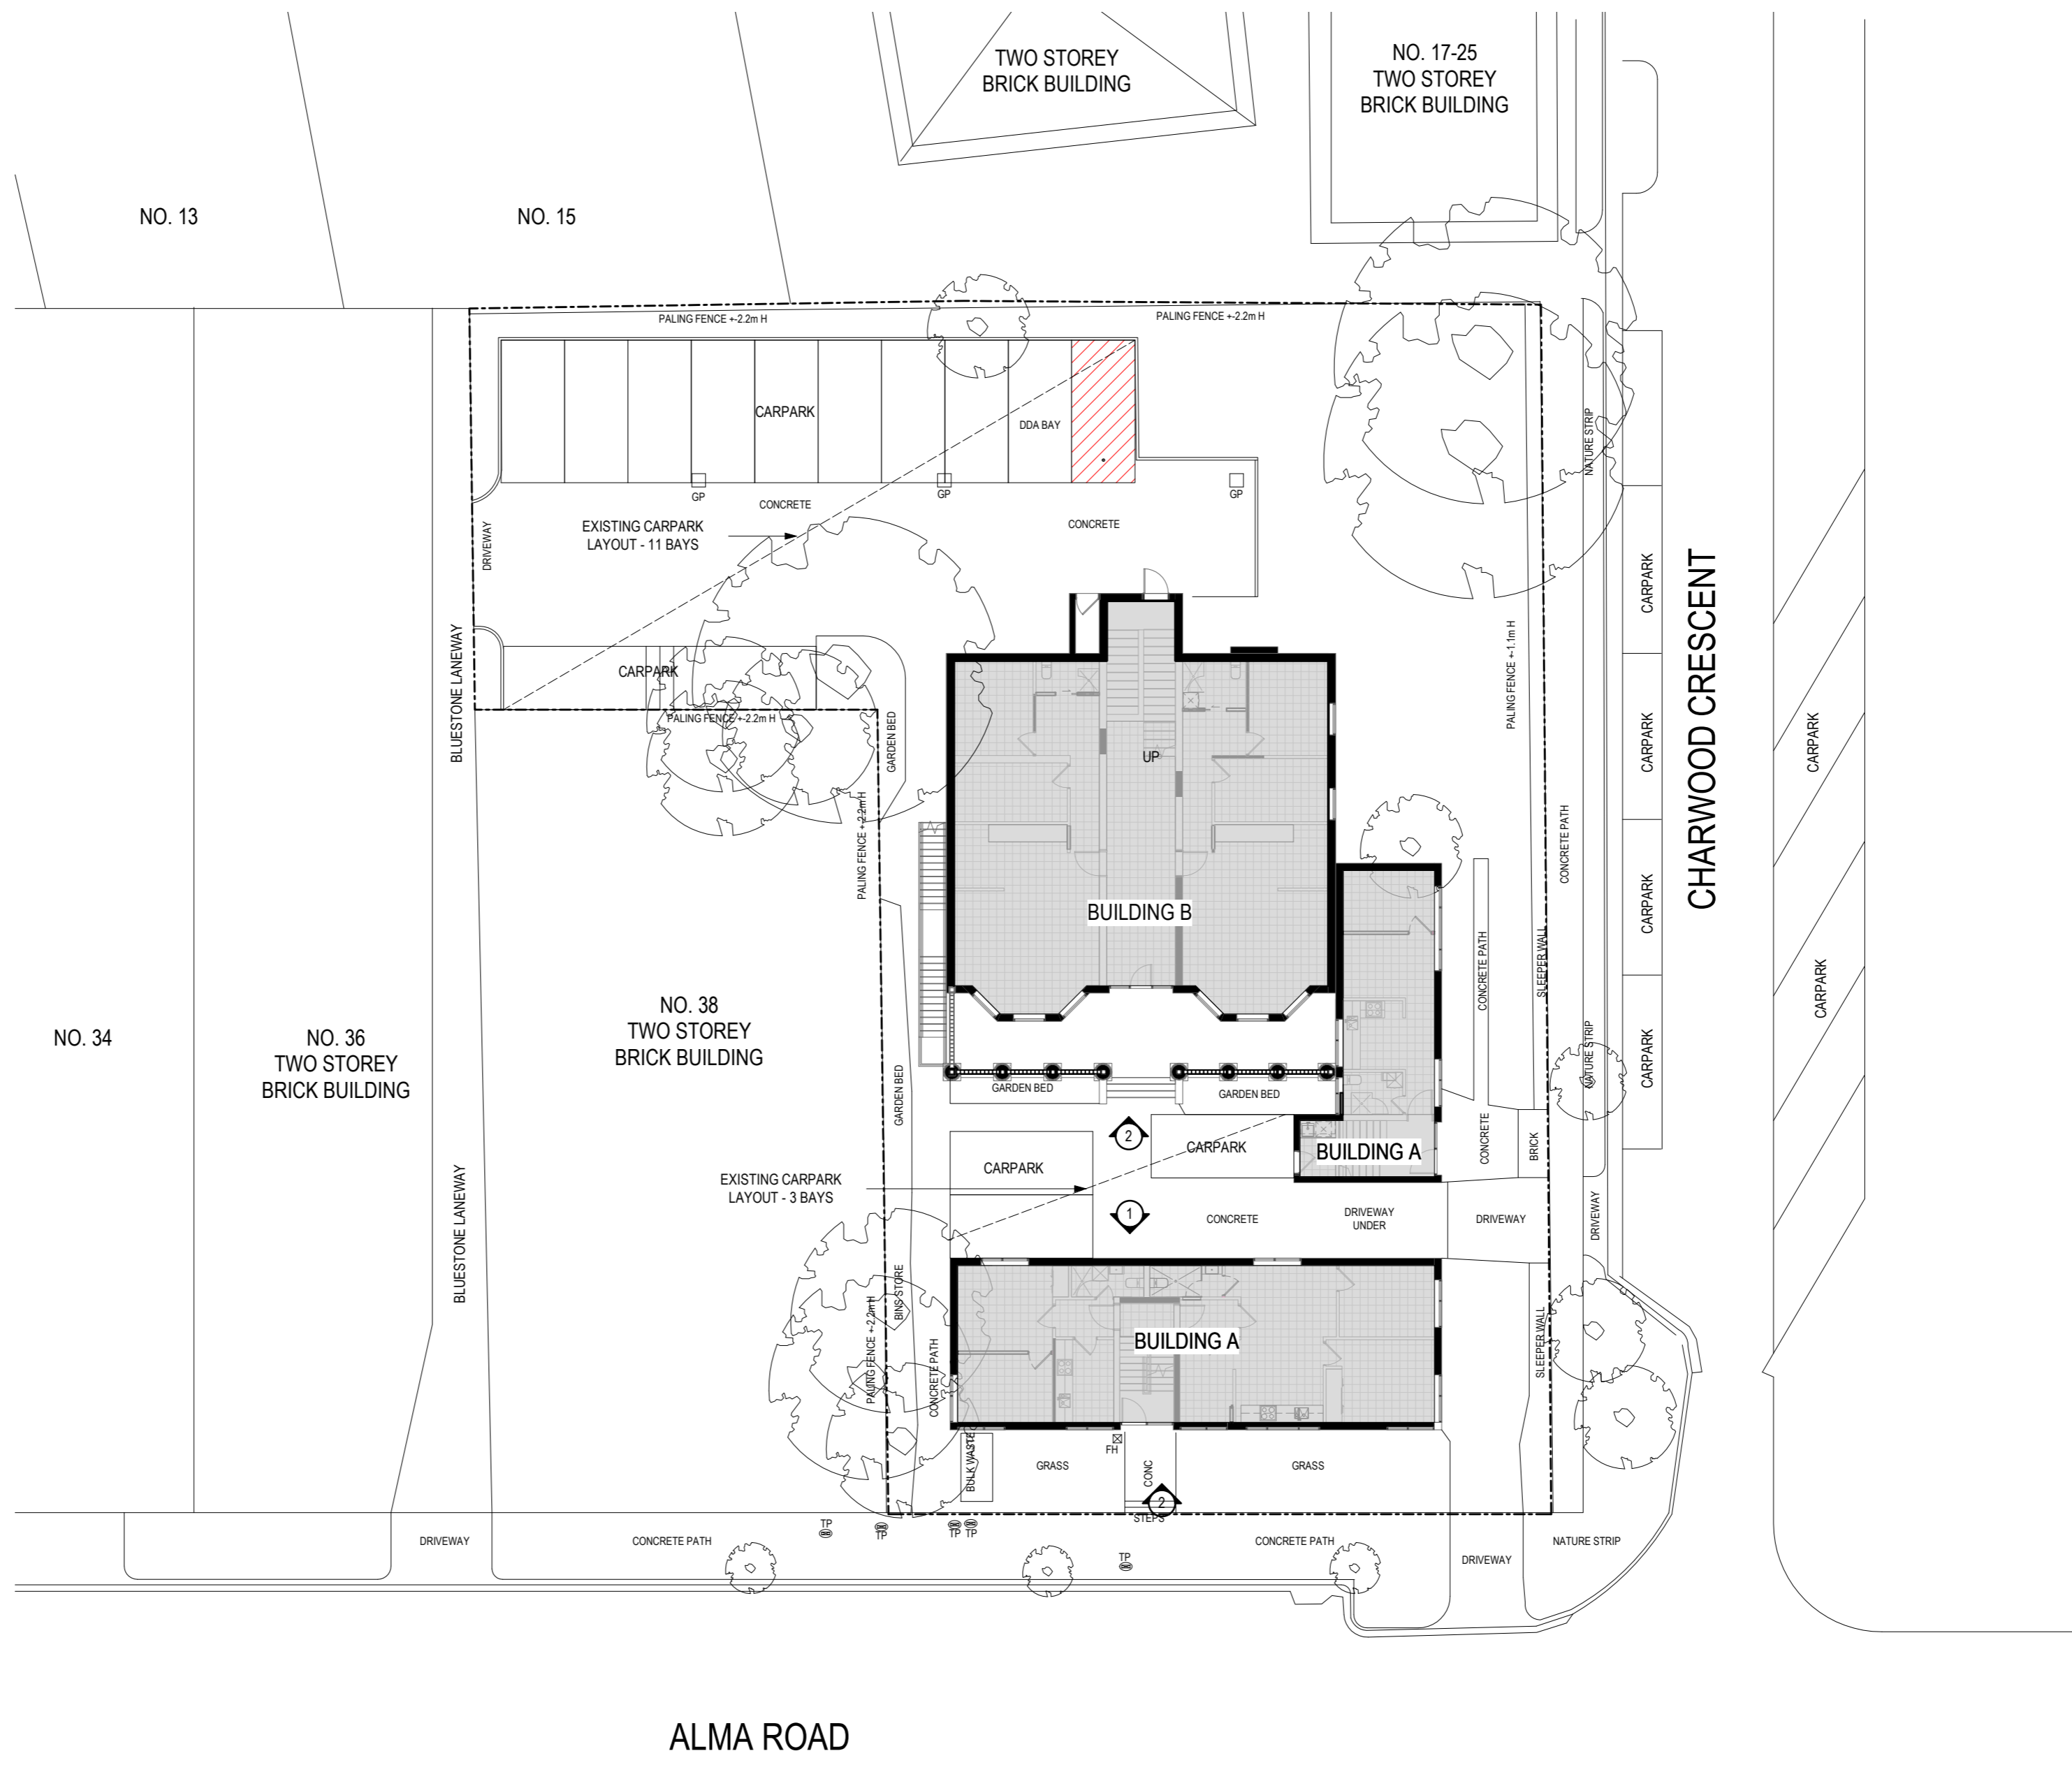 TWO STOREY
BRICK BUILDING
NO. 17-25
TWO STOREY
BRICK BUILDING
NO. 13
NO. 15
PALING FENCE +-2.2m H
PALING FENCE +-2.2m H
CARPARK
DDA BAY
NATURE STRIP
GP
GP
GP
CONCRETE
CONCRETE
EXISTING CARPARK
LAYOUT - 11 BAYS
DRIVEWAY
BLUESTONE LANEWAY
CARPARK
PALING FENCE +-2.2m H
GARDEN BED
PALING FENCE +-2.2m H
UP
PALING FENCE +-1.1m H
CARPARK
CARPARK
CARPARK
CARPARK
CHARWOOD CRESCENT
CARPARK
CARPARK
CONCRETE PATH
BUILDING B
CONCRETE PATH
SLEEPER WALL
NATURE STRIP
NO. 34
NO. 36
TWO STOREY
BRICK BUILDING
NO. 38
TWO STOREY
BRICK BUILDING
GARDEN BED
GARDEN BED
GARDEN BED
2
CARPARK
CARPARK
BUILDING A
CONCRETE
BRICK
EXISTING CARPARK
LAYOUT - 3 BAYS
1
CONCRETE
DRIVEWAY
UNDER
DRIVEWAY
DRIVEWAY
BLUESTONE LANEWAY
BINS STORE
PALING FENCE +-2.2m H
CONCRETE PATH
BUILDING A
SLEEPER WALL
BULK WASTE
GRASS
FH
CONC
GRASS
2
STEPS
TP
TP
TP
TP
TP
DRIVEWAY
CONCRETE PATH
CONCRETE PATH
DRIVEWAY
NATURE STRIP
ALMA ROAD